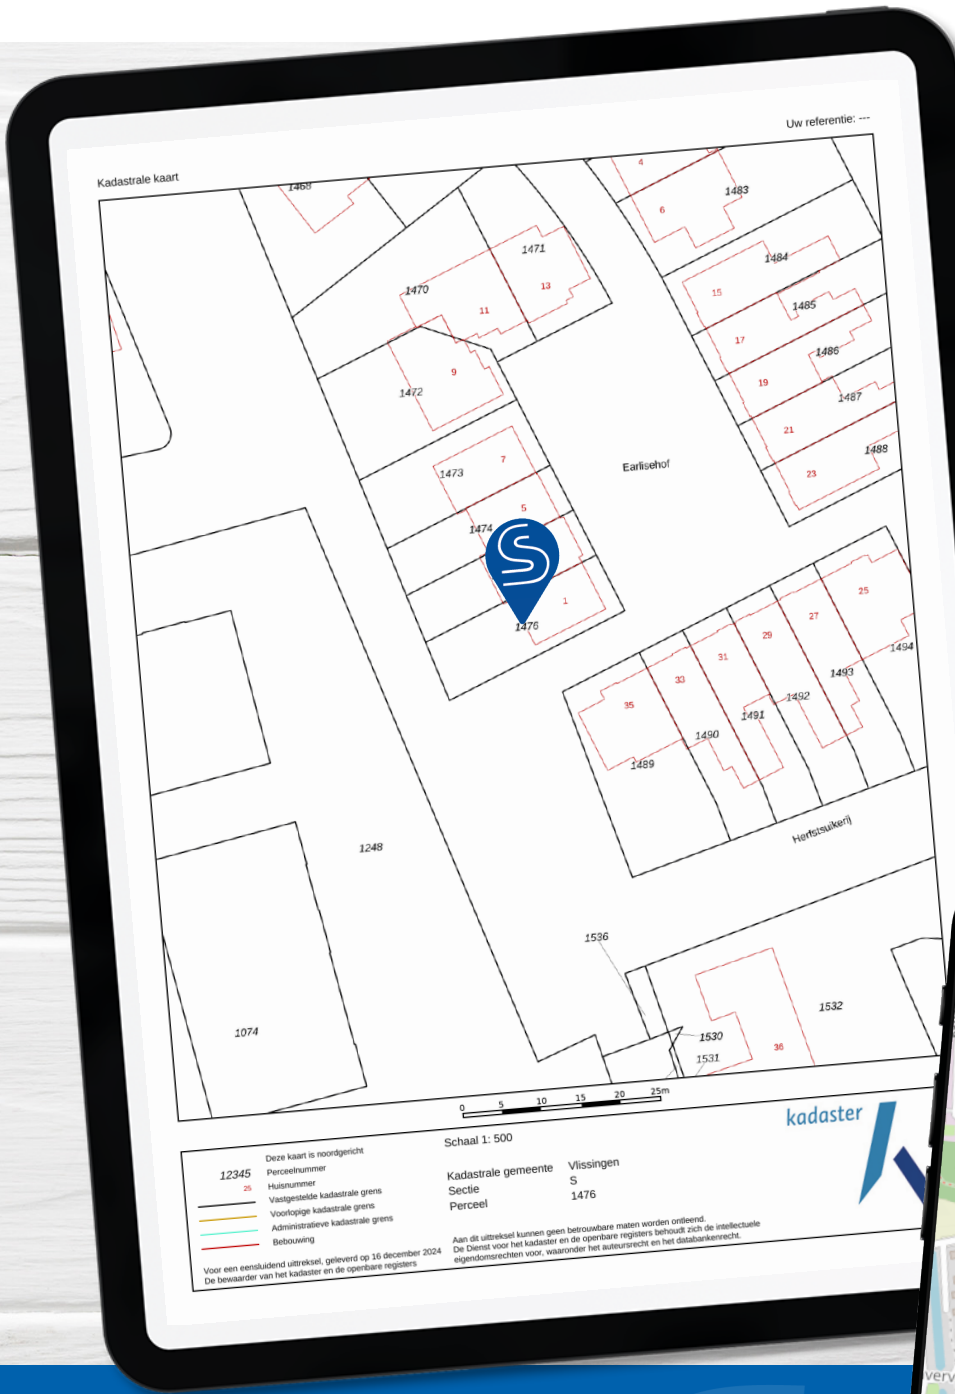 Uw referentie: ---
Kadastrale kaart
1468
4
1483
6
1471
1484
13
15
1470
1485
11
17
1486
9
19
1472
1487
21
1488
Earlisehof
7
23
1473
5
1474
25
1
27
1476
29
1494
31
1493
33
1492
35
1491
1490
1489
Herfstsuikerij
1248
1536
1532
1074
1530
36
1531
0 5 10 15 20 25m
kadaster
Schaal 1: 500
Deze kaart is noordgericht
12345 Perceelnummer
25 Huisnummer
Vastgestelde kadastrale grens
Voorlopige kadastrale grens
Administratieve kadastrale grens
Bebouwing
Kadastrale gemeente Vlissingen
Sectie S
Perceel 1476
Voor een eensluidend uittreksel, geleverd op 16 december 2024
De bewaarder van het kadaster en de openbare registers
Aan dit uittreksel kunnen geen betrouwbare maten worden ontleend.
De Dienst voor het kadaster en de openbare registers behoudt zich de intellectuele
eigendomsrechten voor, waaronder het auteursrecht en het databankenrecht.